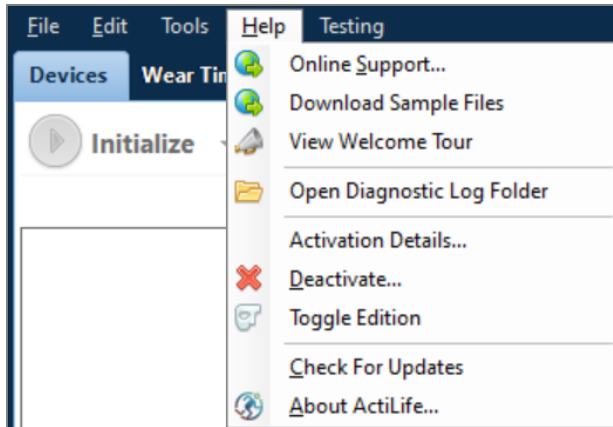 File Edit Tools Help Testing
Devices Wear
Initialize
Online Support...
Download Sample Files
View Welcome Tour
Open Diagnostic Log Folder
Activation Details...
Deactivate...
Toggle Edition
Check For Updates
About ActiLife...